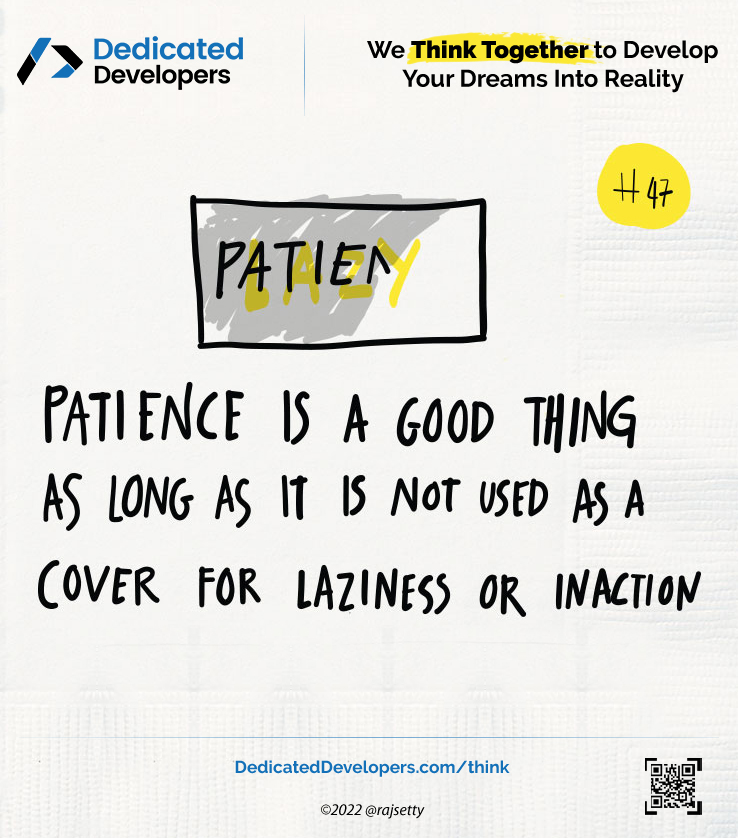 Dedicated
Developers
We Think Together to Develop
Your Dreams Into Reality
#47
LAZY
PATIEN
PATIENCE IS A GOOD THING
AS LONG AS IT IS NOT USED AS A
COVER FOR LAZINESS OR INACTION
DedicatedDevelopers.com/think
©2022 @rajsetty